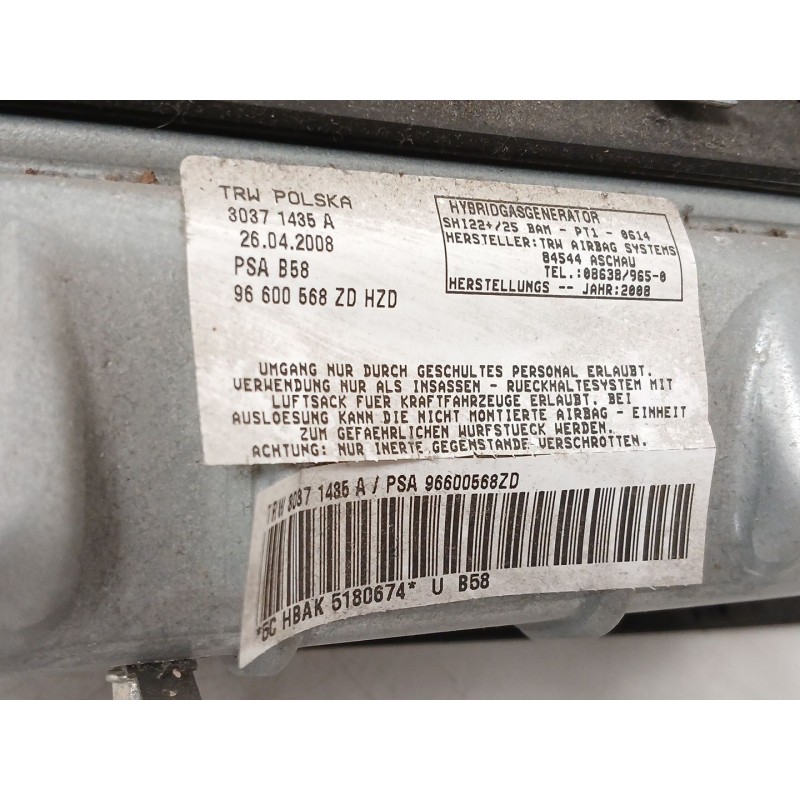 TRW POLSKA
3037 1435 A
26.04.2008
PSA B58
96 600 568 ZD HZD
HYBRIDGASGENERATOR
SHI22+/25 BAM - PT1 - 0614
HERSTELLER:TRW AIRBAG SYSTEMS
84544 ASCHAU
TEL.:08638/965-0
HERSTELLUNGS -- JAHR:2008
UMGANG NUR DURCH GESCHULTES PERSONAL ERLAUBT.
VERWENDUNG NUR ALS INSASSEN - RUECKHALTESYSTEM MIT
LUFTSACK FUER KRAFTFAHRZEUGE ERLAUBT. BEI
AUSLOESUNG KANN DIE NICHT MONTIERTE AIRBAG - EINHEIT
ZUM GEFAEHRLICHEN WURFSTUECK WERDEN.
ACHTUNG: NUR INERTE GEGENSTANDE VERSCHROTTEN.
TRW 3037 1435 A / PSA 96600568ZD
*5C HBAK 5180674* U B58